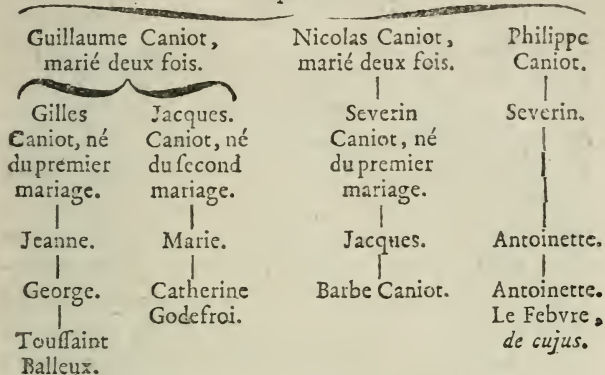 Guillaume Caniot,
marié deux fois.
Nicolas Caniot,
marié deux fois.
Philippe
Caniot.
Gilles
Caniot, né
du premier
mariage.
Jacques.
Caniot, né
du ſecond
mariage.
Severin
Caniot, né
du premier
mariage.
Severin.
Jeanne.
Marie.
Jacques.
Antoinette.
George.
Catherine
Godefroi.
Barbe Caniot.
Antoinette.
Le Febvre,
de cujus.
Touſſaint
Balleux.